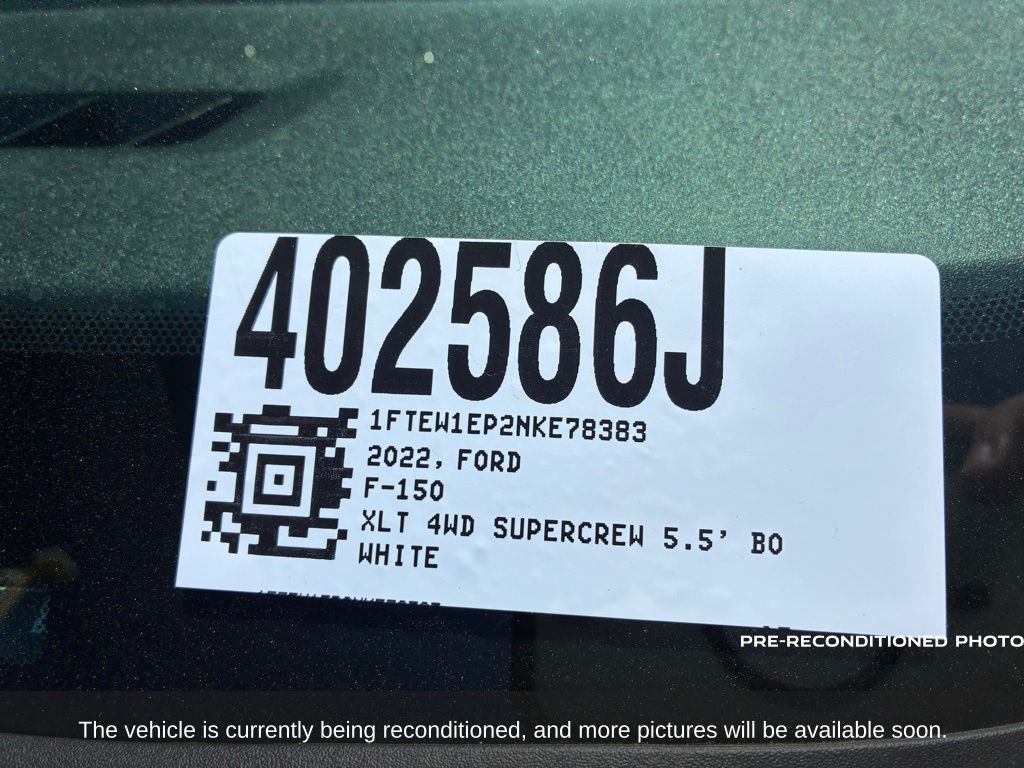 402586J
1FTEW1EP2NKE78383
2022, FORD
F-150
XLT 4WD SUPERCREW 5.5' BO
WHITE
PRE-RECONDITIONED PHOTO
The vehicle is currently being reconditioned, and more pictures will be available soon.